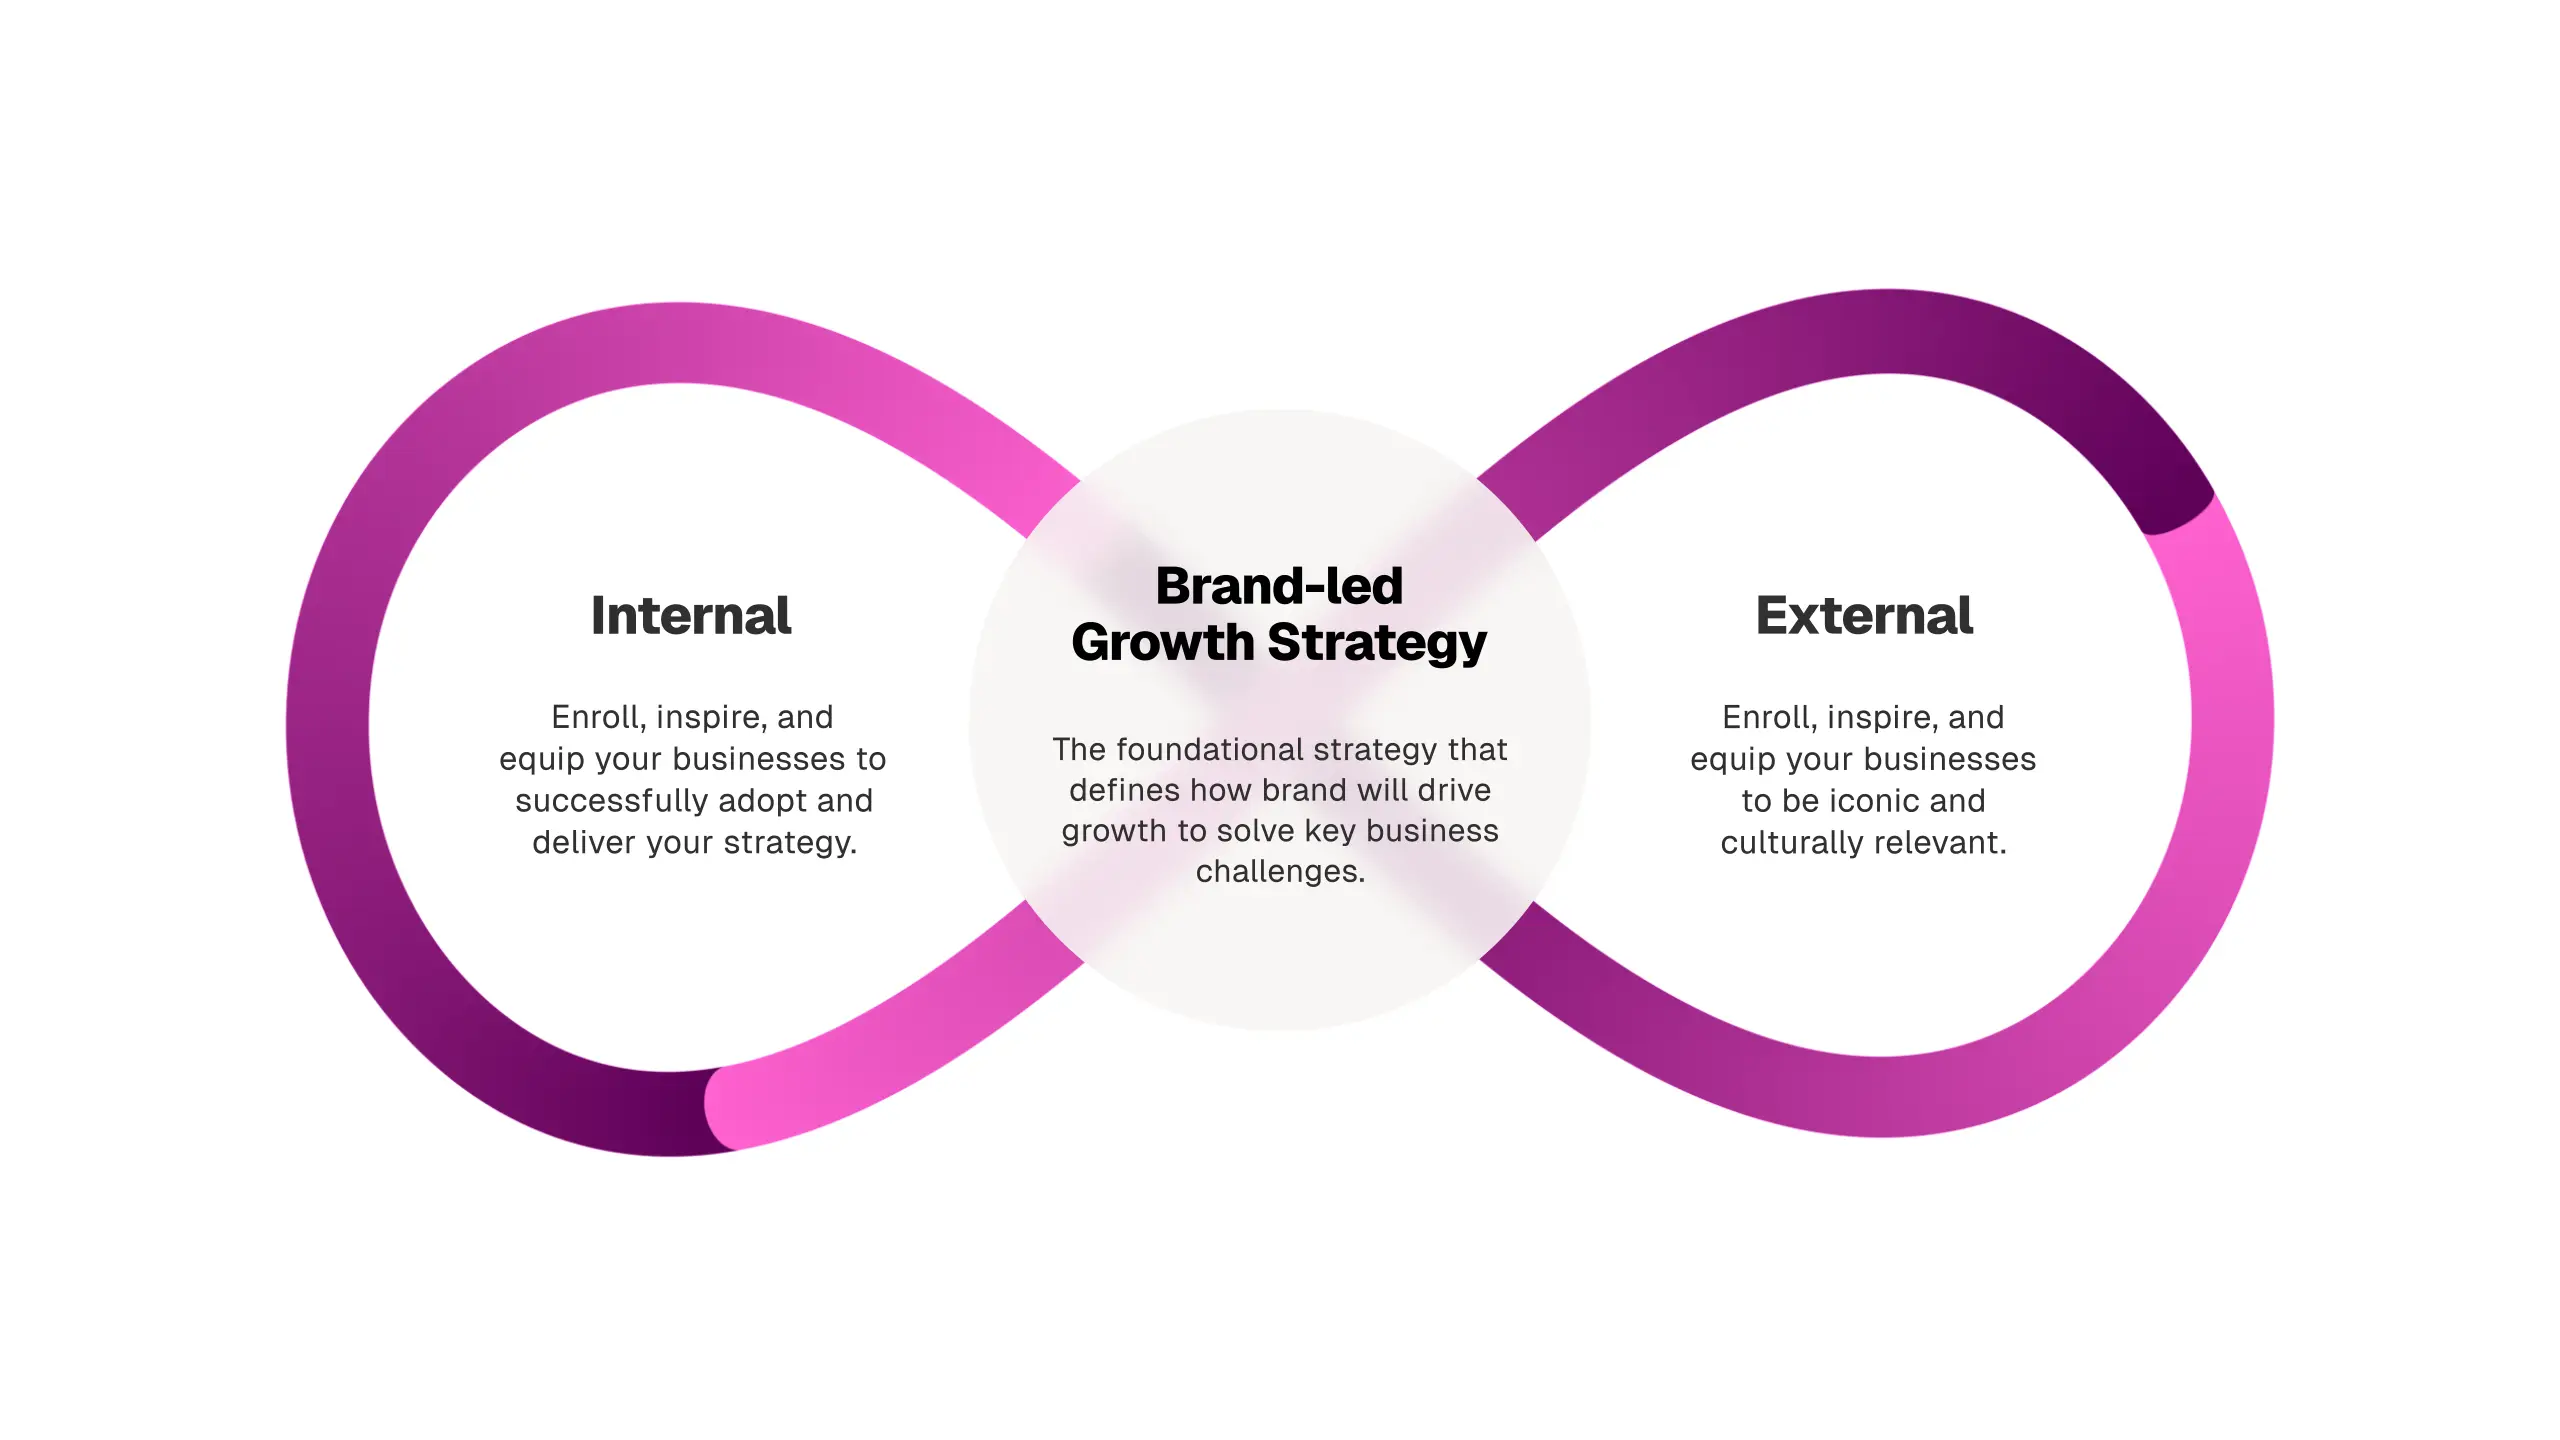 Internal
Enroll, inspire, and
equip your businesses to
successfully adopt and
deliver your strategy.
Brand-led
Growth Strategy
The foundational strategy that
defines how brand will drive
growth to solve key business
challenges.
External
Enroll, inspire, and
equip your businesses
to be iconic and
culturally relevant.